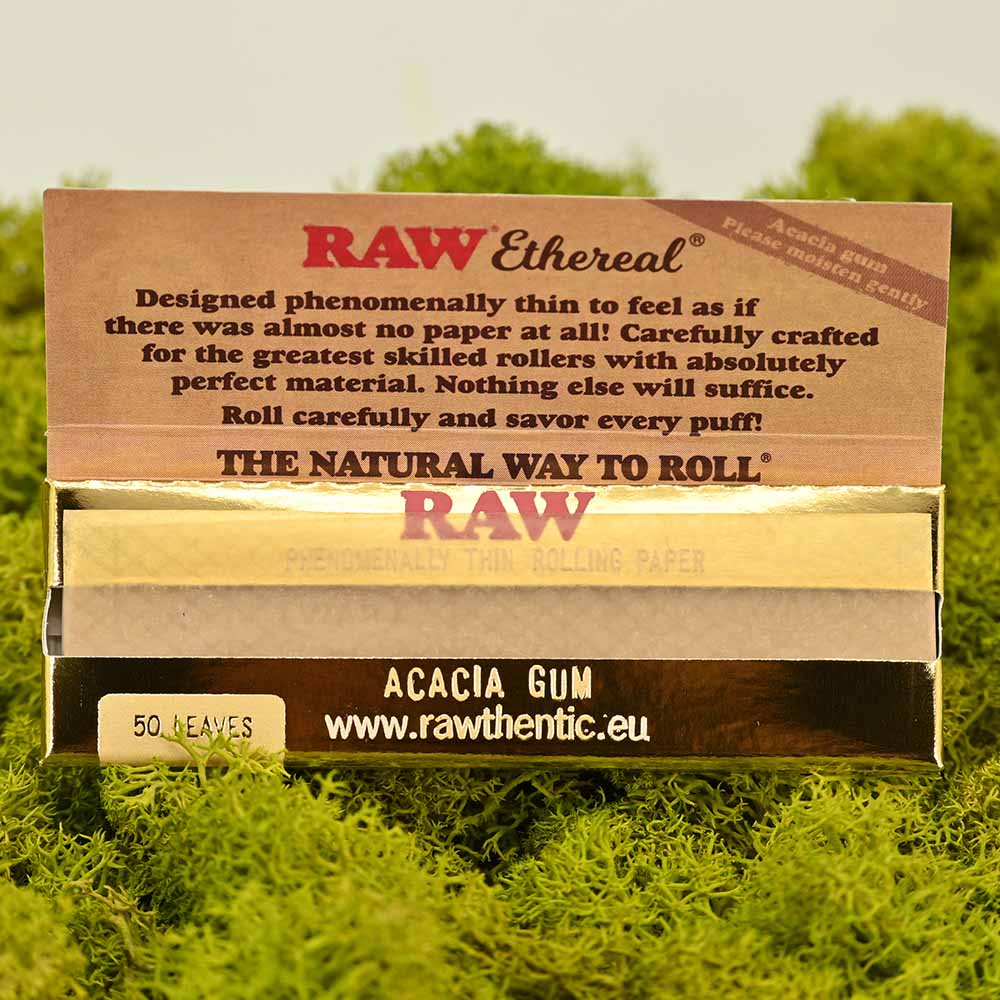 RAW® Ethereal®
Acacia gum
Please moisten gently
Designed phenomenally thin to feel as if
there was almost no paper at all! Carefully crafted
for the greatest skilled rollers with absolutely
perfect material. Nothing else will suffice.
Roll carefully and savor every puff!
THE NATURAL WAY TO ROLL®
RAW
PHENOMENALLY THIN ROLLING PAPER
ACACIA GUM
www.rawthentic.eu
50 LEAVES